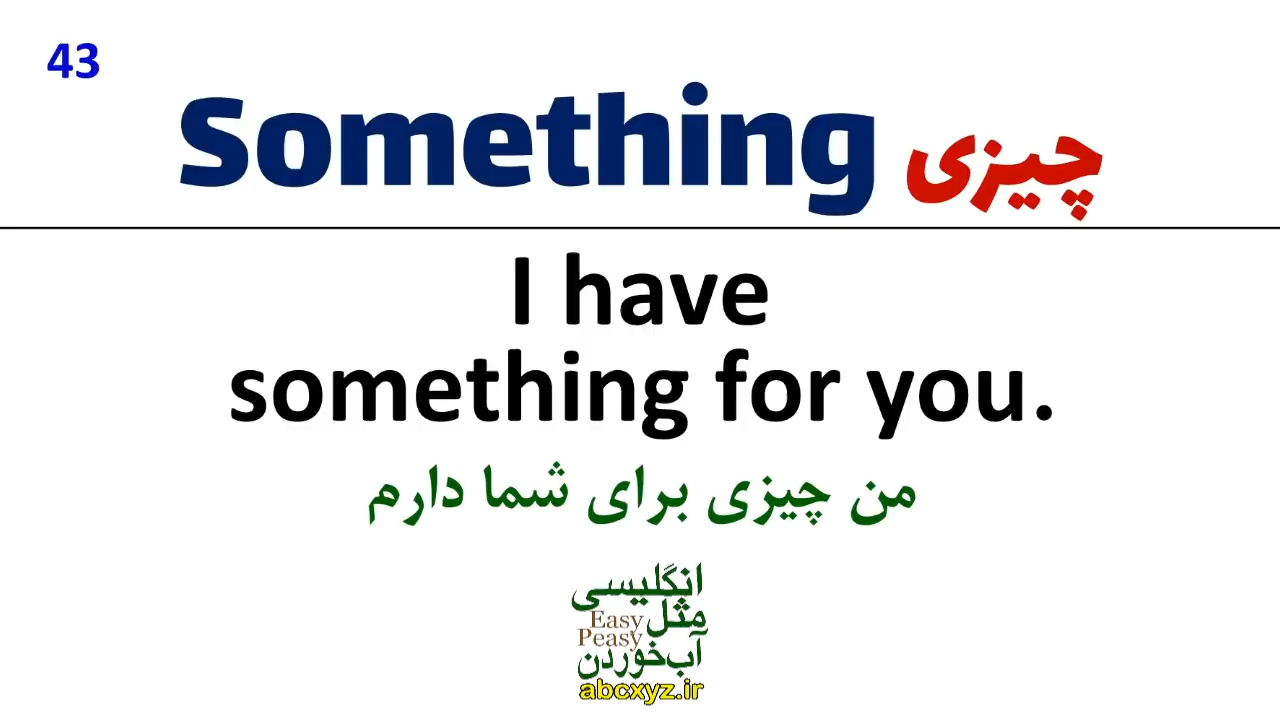 43
Something چیزی
I have
something for you.
من چیزی برای شما دارم
انگلیسی
مثل Easy
Peasy
آب‌خوردن
abcxyz.ir